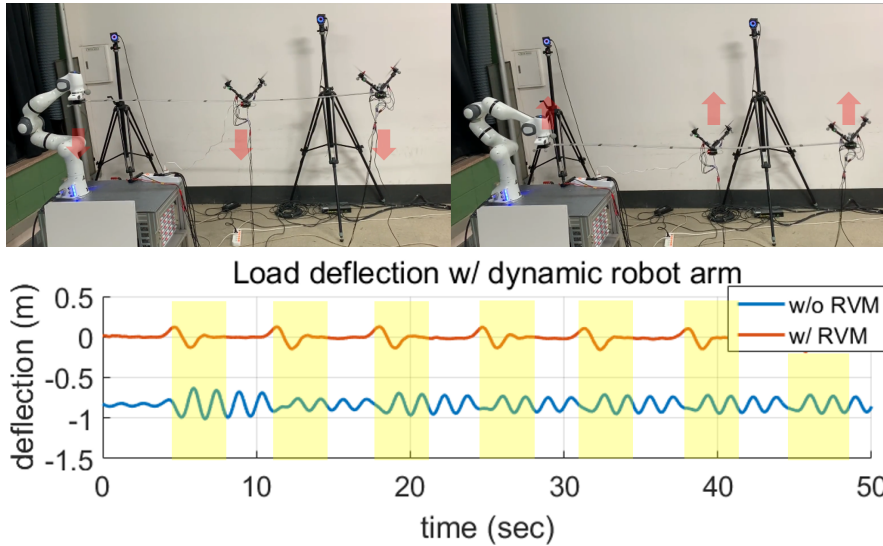 Load deflection w/ dynamic robot arm
deflection (m)
0.5
0
-0.5
-1
-1.5
w/o RVM
w/ RVM
0
10
20
30
40
50
time (sec)